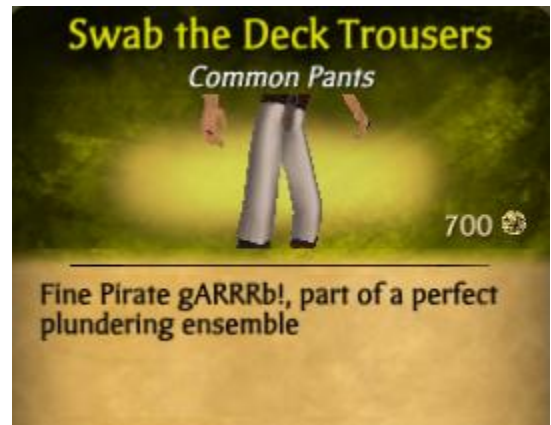 Swab the Deck Trousers
Common Pants
700
Fine Pirate gARRRb!, part of a perfect
plundering ensemble